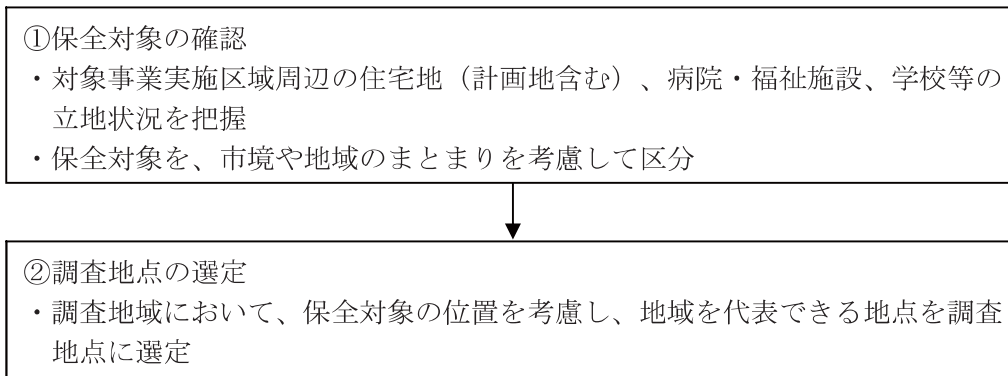 ①保全対象の確認
・対象事業実施区域周辺の住宅地（計画地含む）、病院・福祉施設、学校等の
立地状況を把握
・保全対象を、市境や地域のまとまりを考慮して区分
②調査地点の選定
・調査地域において、保全対象の位置を考慮し、地域を代表できる地点を調査
地点に選定